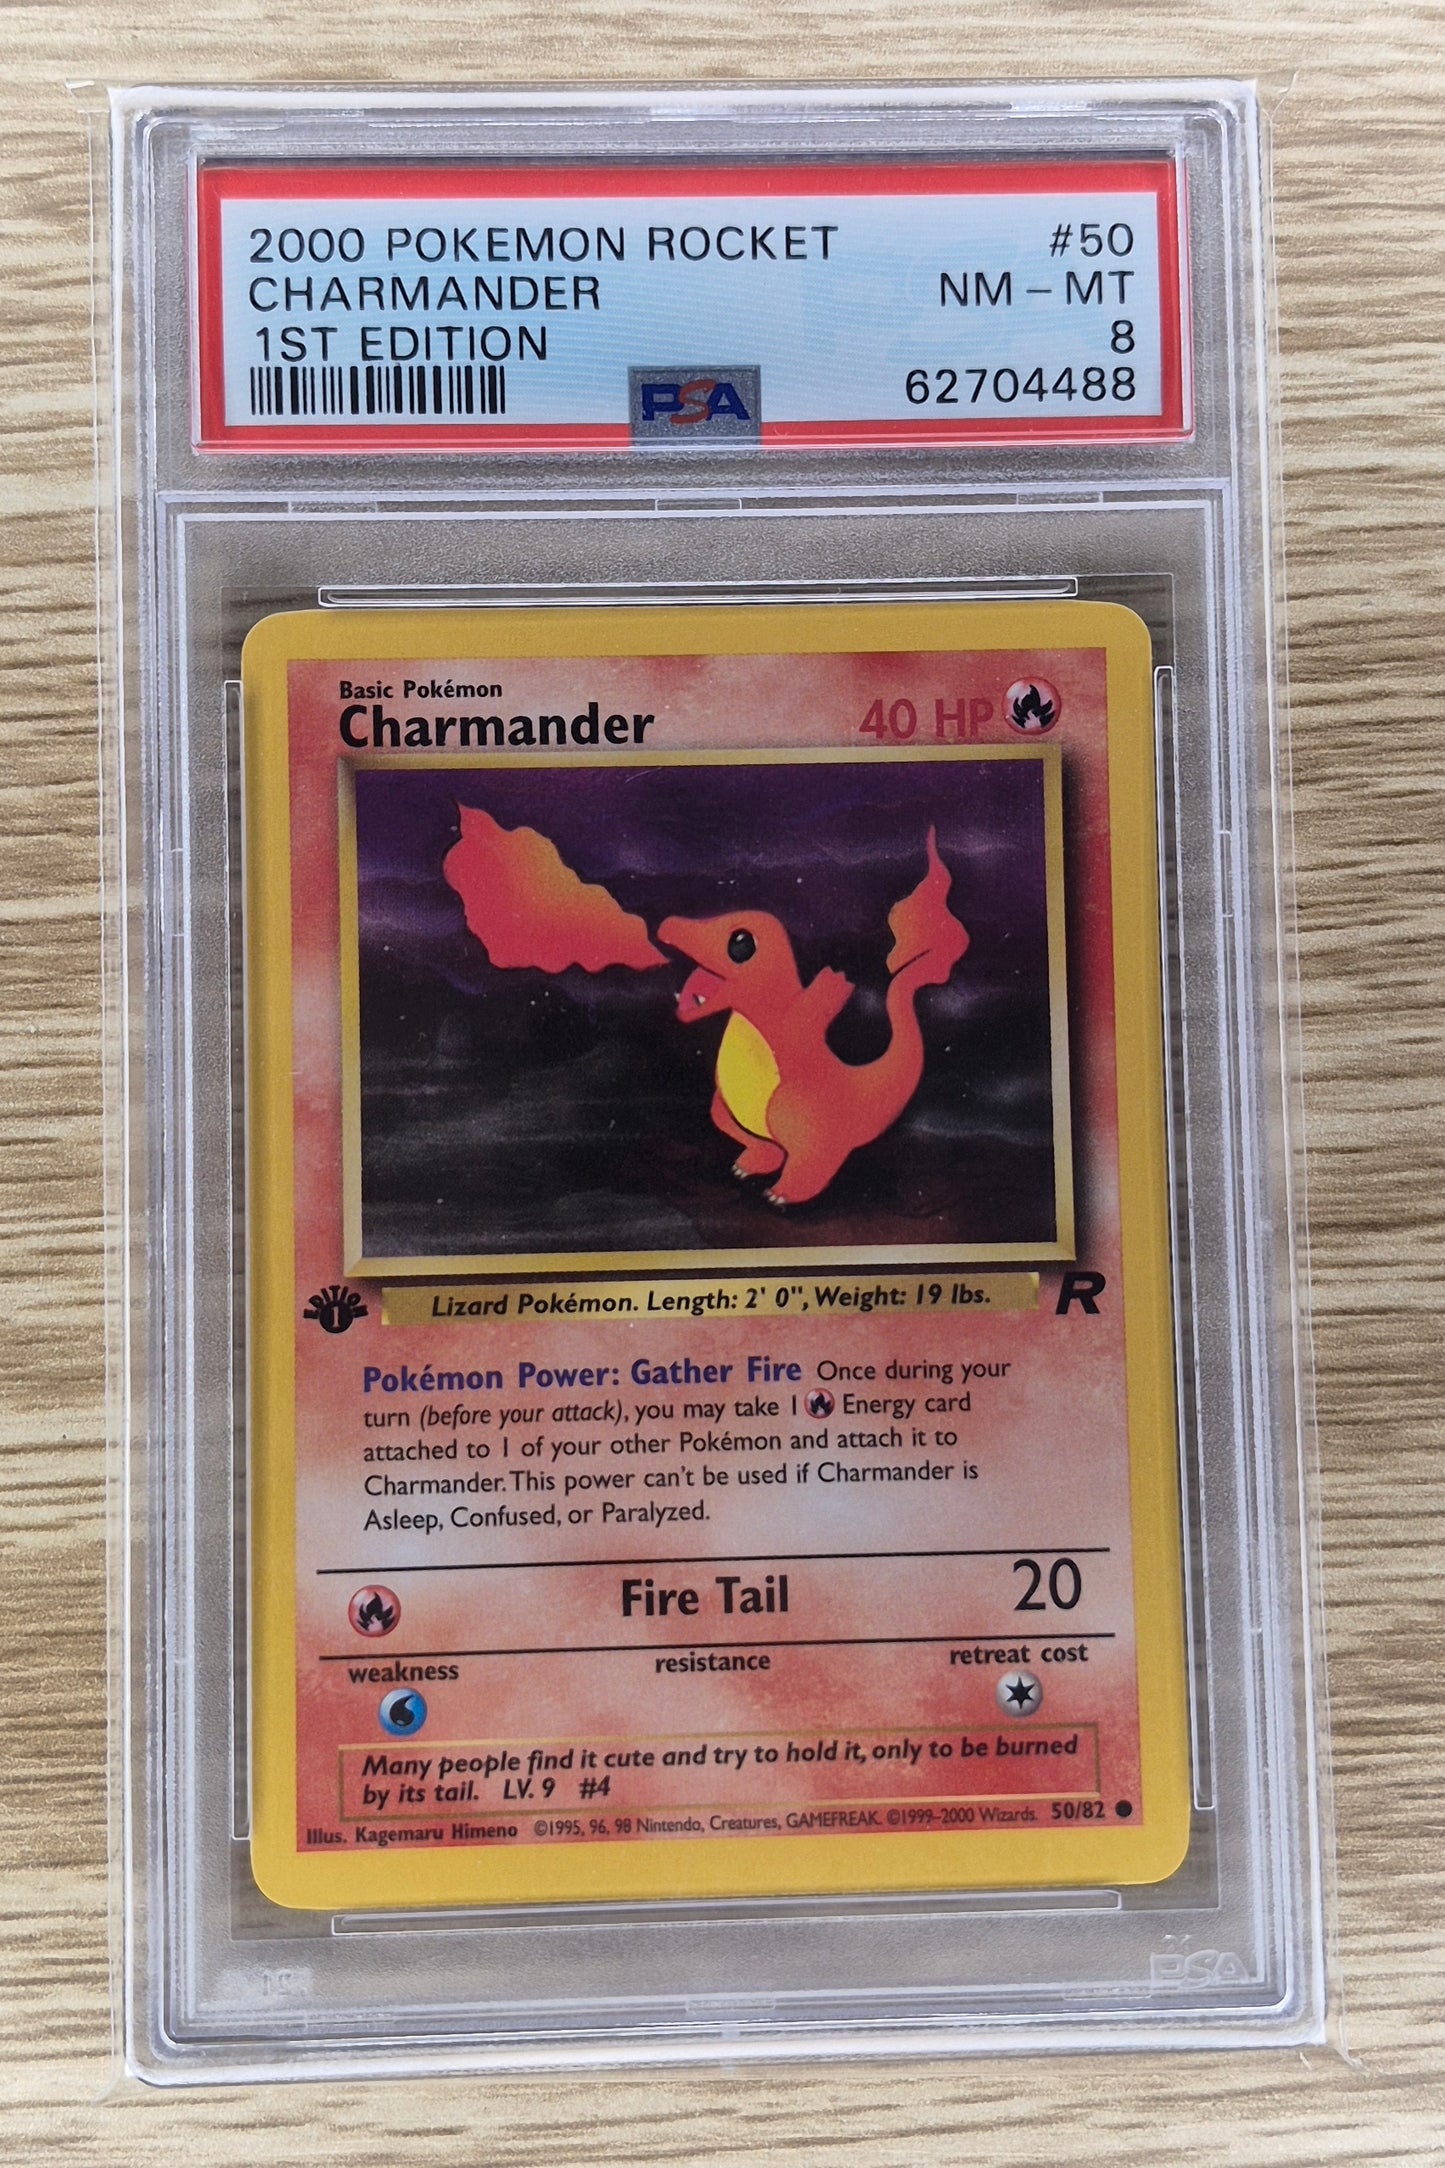 2000 POKEMON ROCKET #50
CHARMANDER NM - MT
1ST EDITION 8
62704488
PSA
Basic Pokémon
Charmander 40 HP
EDITION
1
Lizard Pokémon. Length: 2' 0", Weight: 19 lbs.
R
Pokémon Power: Gather Fire Once during your
turn (before your attack), you may take 1 Energy card
attached to 1 of your other Pokémon and attach it to
Charmander. This power can't be used if Charmander is
Asleep, Confused, or Paralyzed.
Fire Tail 20
weakness resistance retreat cost
Many people find it cute and try to hold it, only to be burned
by its tail. LV. 9 #4
Illus. Kagemaru Himeno ©1995, 96, 98 Nintendo, Creatures, GAMEFREAK. ©1999-2000 Wizards. 50/82
PSA